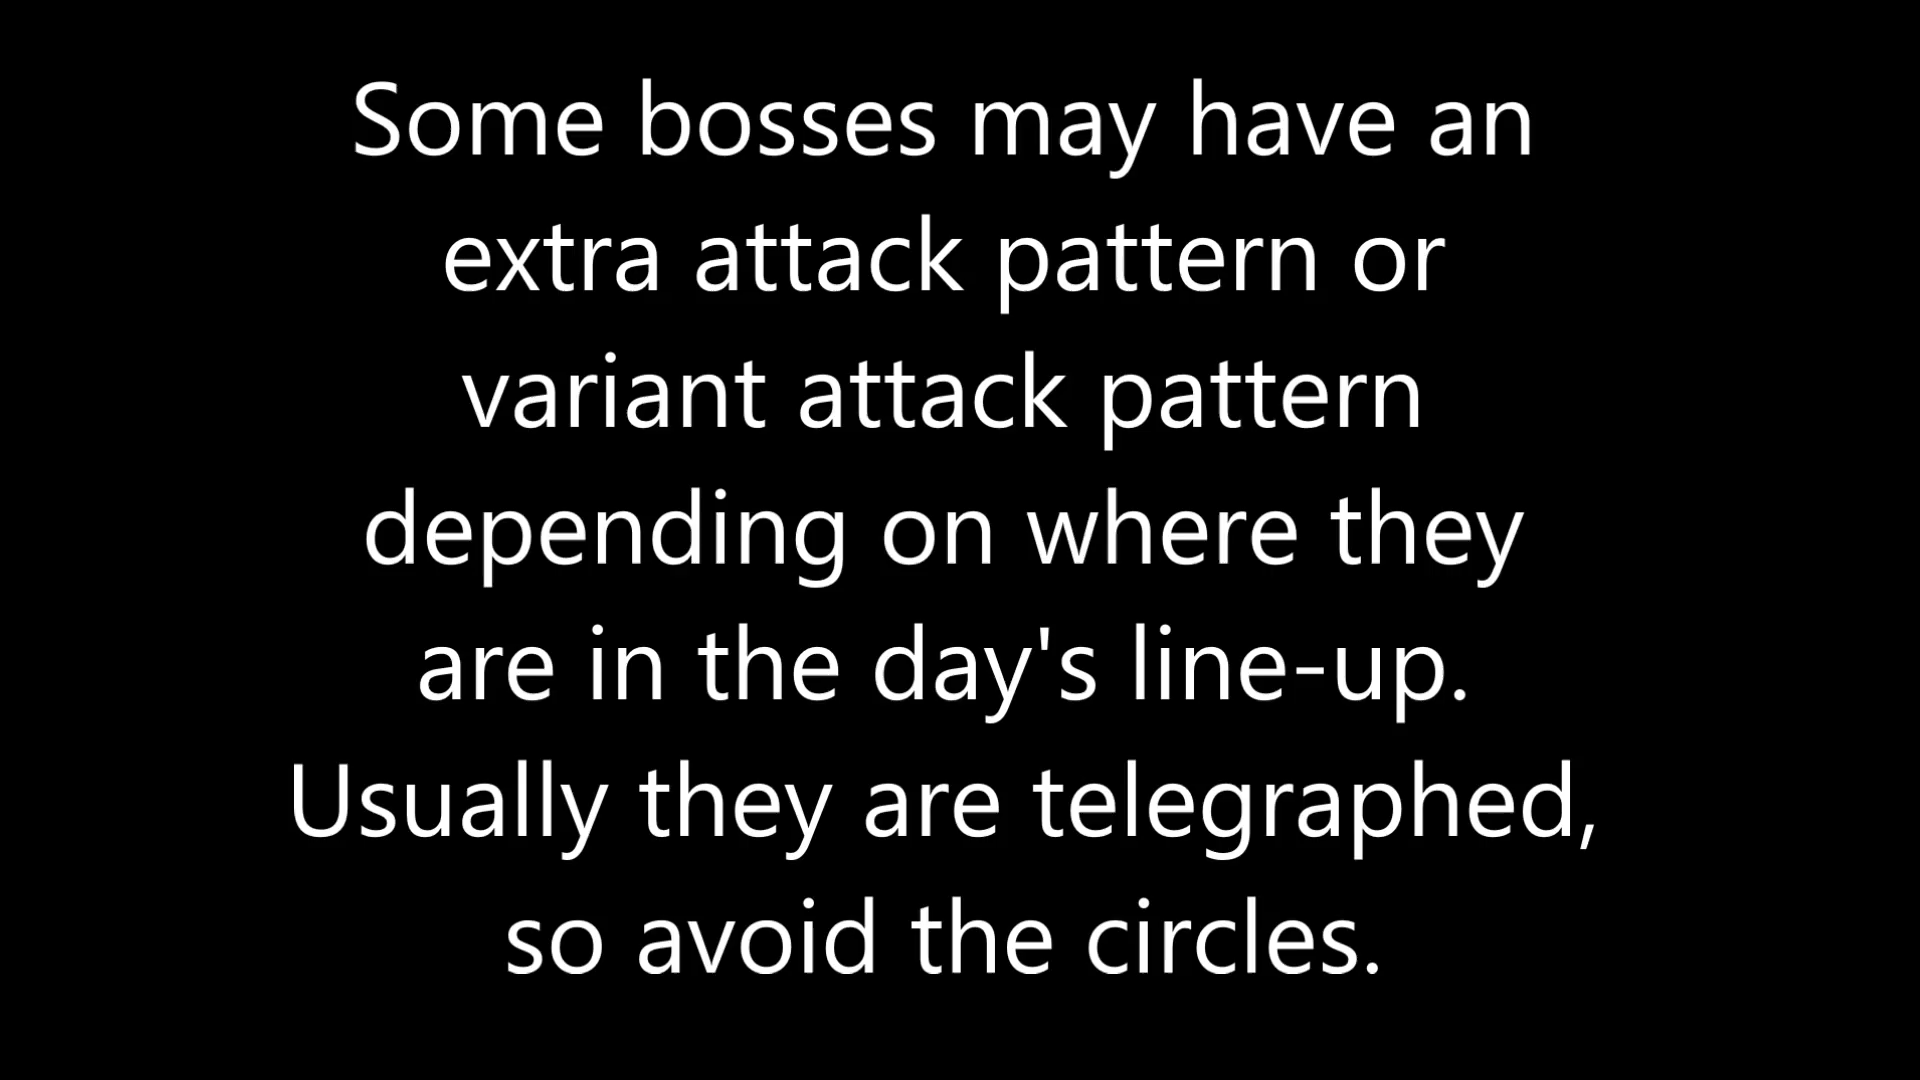 Some bosses may have an
extra attack pattern or
variant attack pattern
depending on where they
are in the day's line-up.
Usually they are telegraphed,
so avoid the circles.